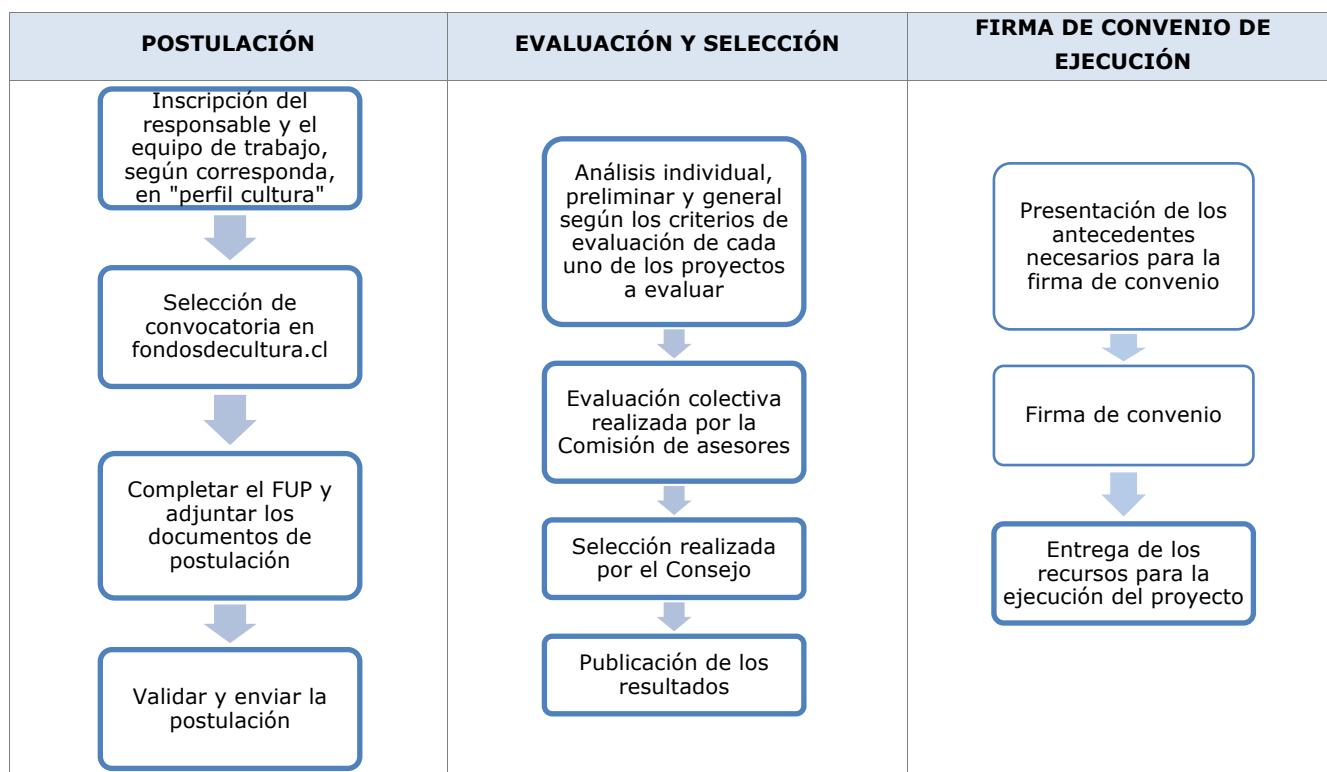 POSTULACIÓN
Inscripción del
responsable y el
equipo de trabajo,
según corresponda,
en "perfil cultura"
Selección de
convocatoria en
fondosdecultura.cl
Completar el FUP y
adjuntar los
documentos de
postulación
Validar y enviar la
postulación
EVALUACIÓN Y SELECCIÓN
Análisis individual,
preliminar y general
según los criterios de
evaluación de cada
uno de los proyectos
a evaluar
Evaluación colectiva
realizada por la
Comisión de asesores
Selección realizada
por el Consejo
Publicación de los
resultados
FIRMA DE CONVENIO DE
EJECUCIÓN
Presentación de los
antecedentes
necesarios para la
firma de convenio
Firma de convenio
Entrega de los
recursos para la
ejecución del proyecto